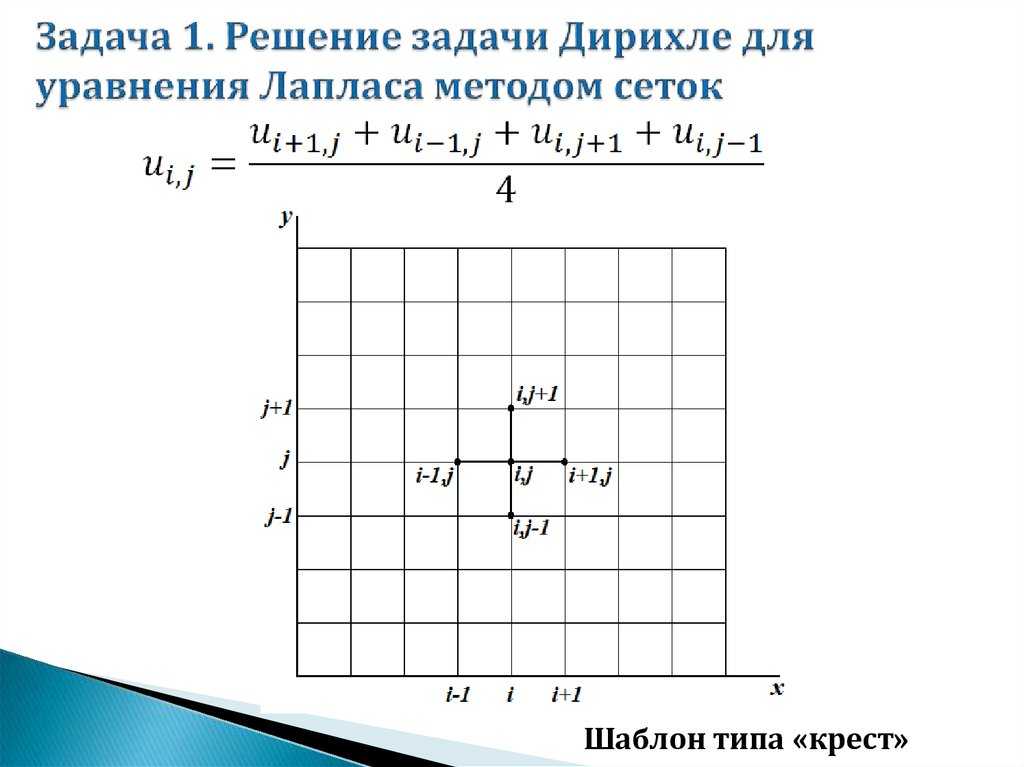 Задача 1. Решение задачи Дирихле для
уравнения Лапласа методом сеток
u_{i,j} = \frac{u_{i+1,j} + u_{i-1,j} + u_{i,j+1} + u_{i,j-1}}{4}
y
i,j+1
j+1
j
i-1,j
i,j
i+1,j
j-1
i,j-1
i-1
i
i+1
x
Шаблон типа «крест»